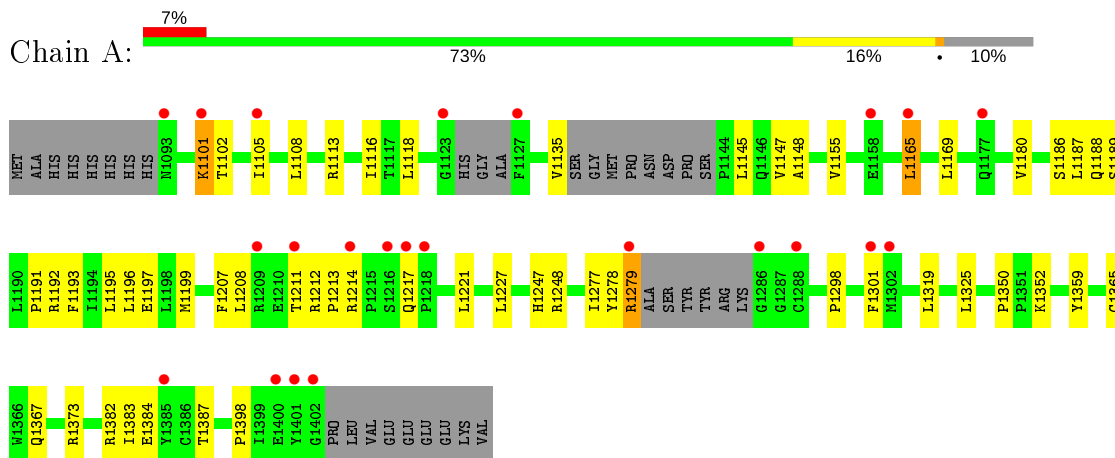 7%
Chain A:
73% 16% • 10%
MET ALA HIS HIS HIS HIS HIS HIS N1093 K1101 T1102 I1105 L1108 R1113 I1116 T1117 L1118 G1123 HIS GLY ALA F1127 V1135 SER GLY MET PRO ASN ASP PRO SER P1144 L1145 Q1146 V1147 A1148 V1155 E1158 L1165 L1169 Q1177 V1180 S1186 L1187 Q1188 S1189
L1190 P1191 R1192 F1193 I1194 L1195 L1196 E1197 L1198 M1199 F1207 L1208 R1209 E1210 T1211 R1212 P1213 R1214 P1215 S1216 Q1217 P1218 L1221 L1227 H1247 R1248 I1277 Y1278 R1279 ALA SER TYR TYR ARG LYS G1286 G1287 C1288 P1298 F1301 M1302 L1319 L1325 P1350 P1351 K1352 Y1359 C1365
W1366 Q1367 R1373 R1382 I1383 E1384 Y1385 C1386 T1387 P1398 I1399 E1400 Y1401 G1402 PRO LEU VAL GLU GLU GLU GLU LYS VAL